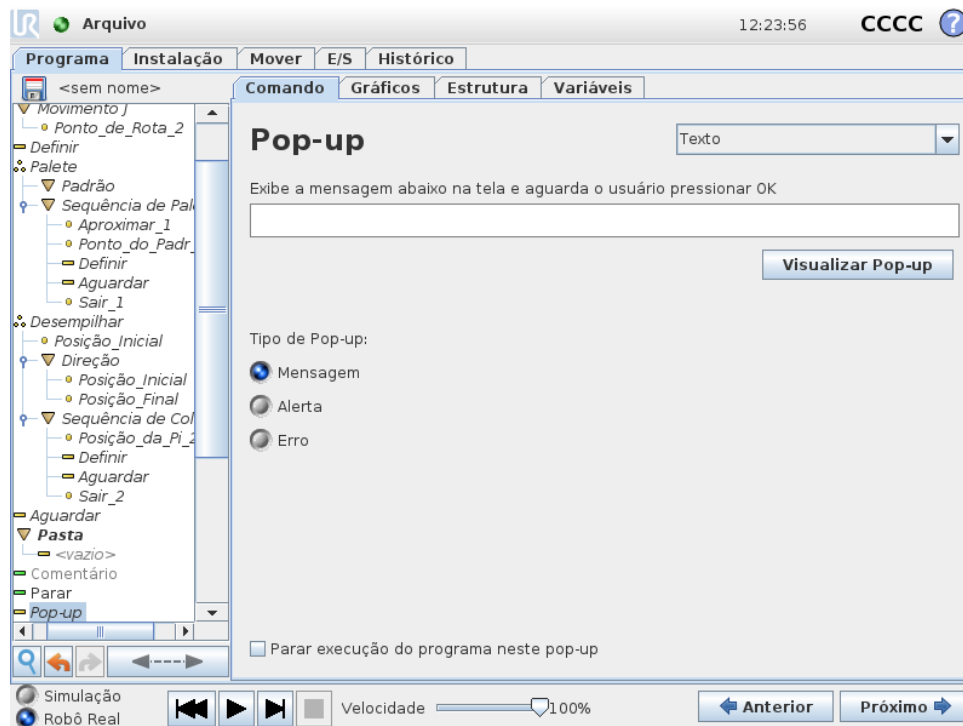 UR Arquivo 12:23:56 CCCC ?
Programa Instalação Mover E/S Histórico
<sem nome>
Comando Gráficos Estrutura Variáveis
Movimento J
Ponto_de_Rota_2
Definir
Palete
Padrão
Sequência de Pale
Aproximar_1
Ponto_do_Padr_
Definir
Aguardar
Sair_1
Desempilhar
Posição_Inicial
Direção
Posição_Inicial
Posição_Final
Sequência de Col
Posição_da_Pi_2
Definir
Aguardar
Sair_2
Aguardar
Pasta
<vazio>
Comentário
Parar
Pop-up
Pop-up
Texto
Exibe a mensagem abaixo na tela e aguarda o usuário pressionar OK
Visualizar Pop-up
Tipo de Pop-up:
Mensagem
Alerta
Erro
Parar execução do programa neste pop-up
Simulação
Robô Real
Velocidade 100%
Anterior
Próximo